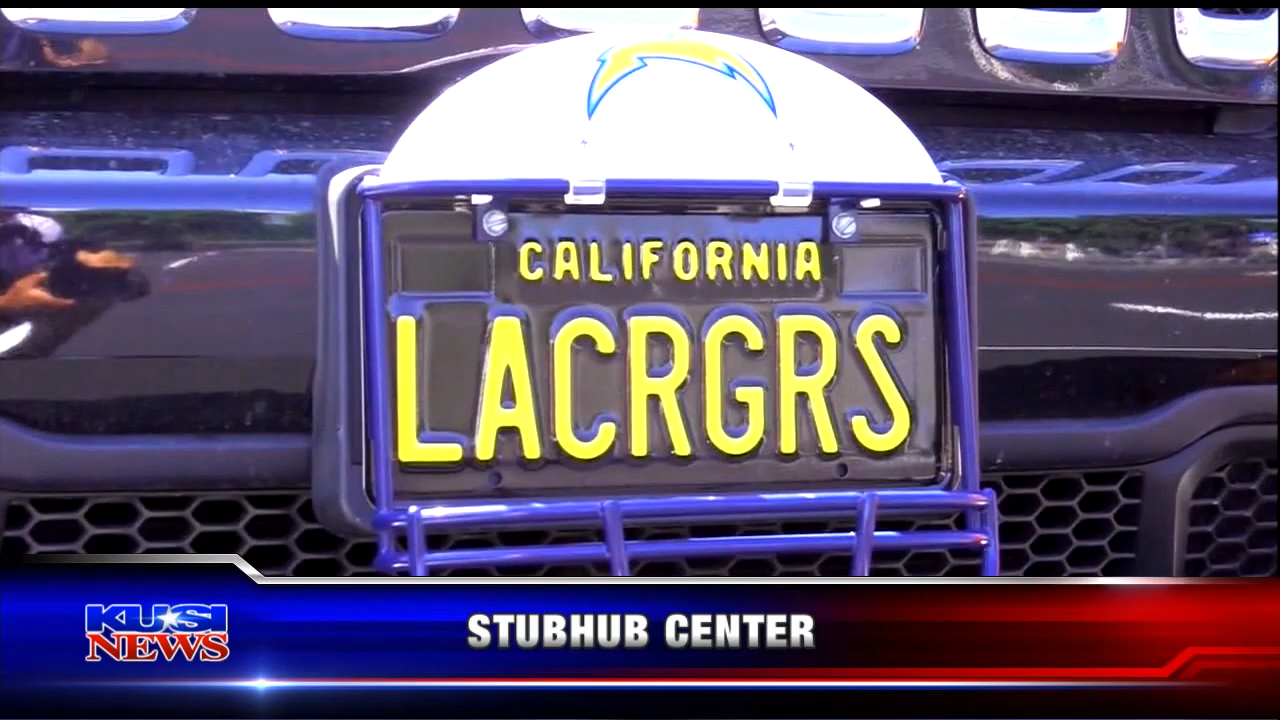 CALIFORNIA
LACRGRS
KUSI
NEWS
STUBHUB CENTER